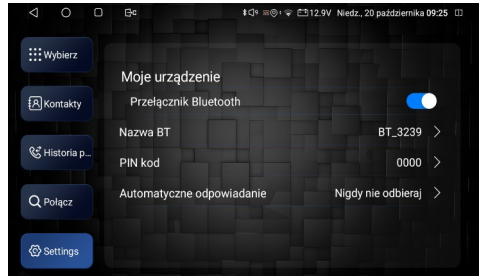 12.9V Niedz., 20 października 09:25
Wybierz
Kontakty
Historia p...
Połącz
Settings
Moje urządzenie
Przełącznik Bluetooth
Nazwa BT BT_3239 >
PIN kod 0000 >
Automatyczne odpowiadanie Nigdy nie odbieraj >